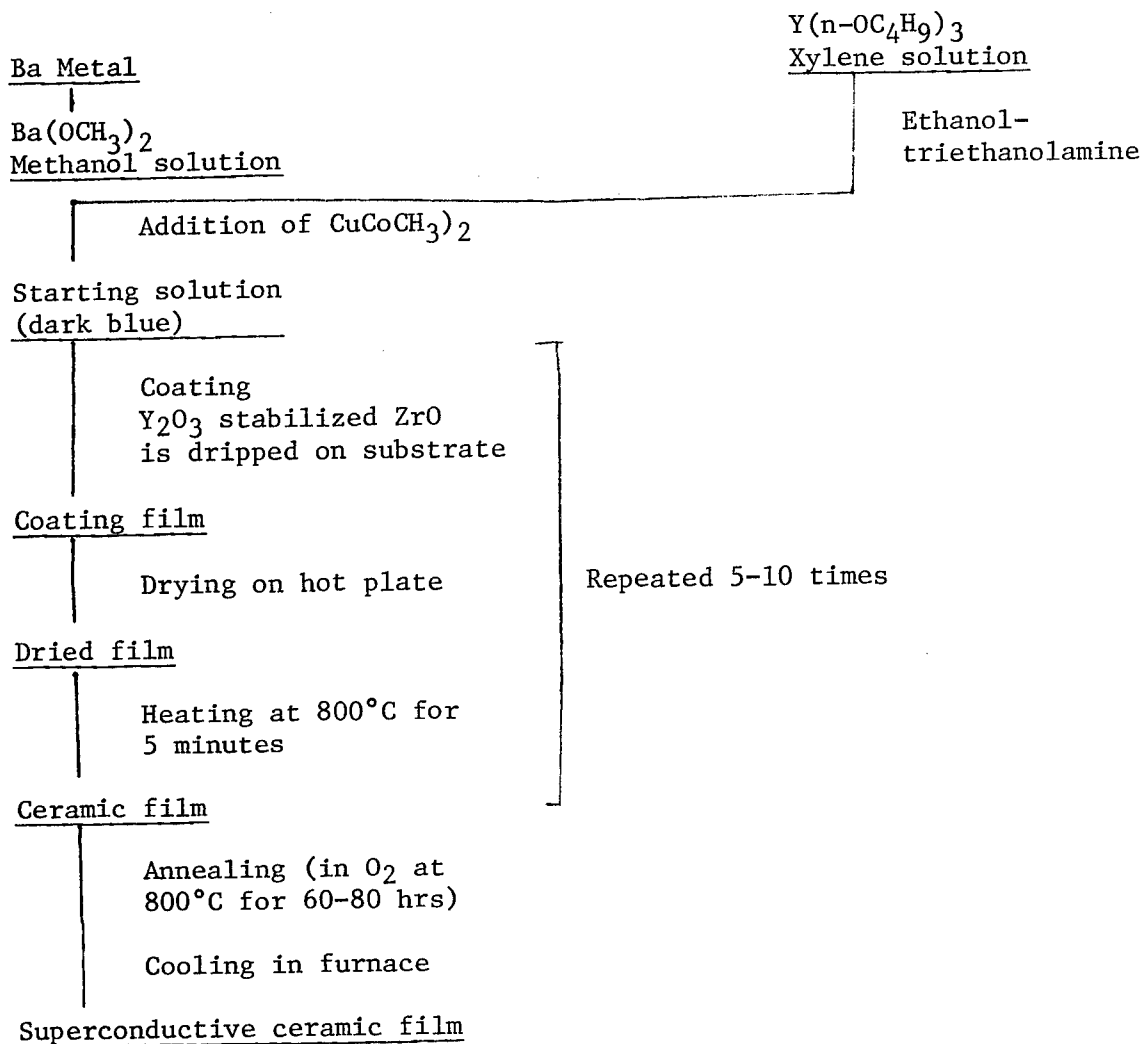 Ba Metal
Ba(OCH3)2
Methanol solution
Y(n-OC4H9)3
Xylene solution
Ethanol-
triethanolamine
Addition of CuCoCH3)2
Starting solution
(dark blue)
Coating
Y2O3 stabilized ZrO
is dripped on substrate
Coating film
Drying on hot plate
Repeated 5-10 times
Dried film
Heating at 800°C for
5 minutes
Ceramic film
Annealing (in O2 at
800°C for 60-80 hrs)
Cooling in furnace
Superconductive ceramic film